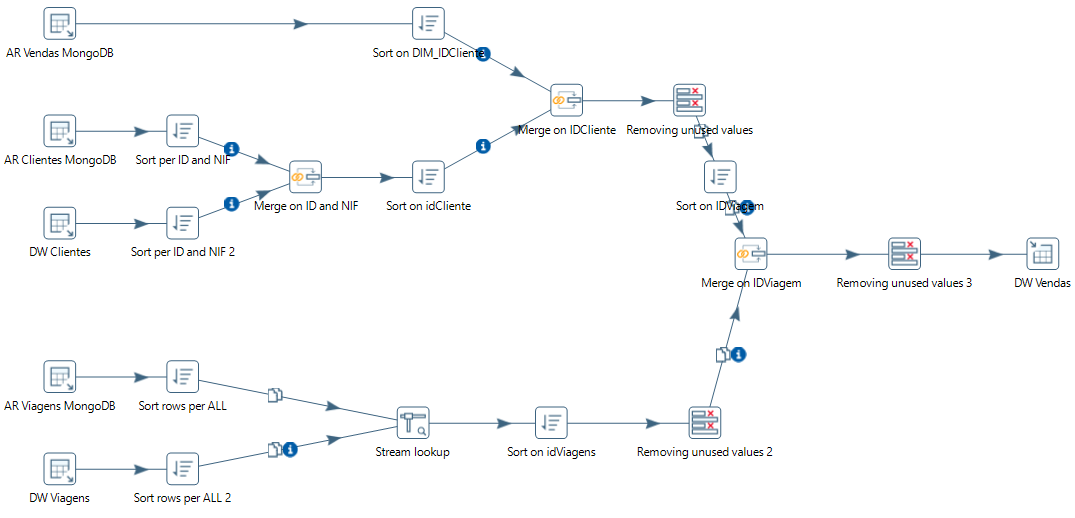 AR Vendas MongoDB
Sort on DIM_IDCliente
Merge on IDCliente
Removing unused values
AR Clientes MongoDB
Sort per ID and NIF
Merge on ID and NIF
Sort on idCliente
Sort on IDViagem
DW Clientes
Sort per ID and NIF 2
Merge on IDViagem
Removing unused values 3
DW Vendas
AR Viagens MongoDB
Sort rows per ALL
Stream lookup
Sort on idViagens
Removing unused values 2
DW Viagens
Sort rows per ALL 2